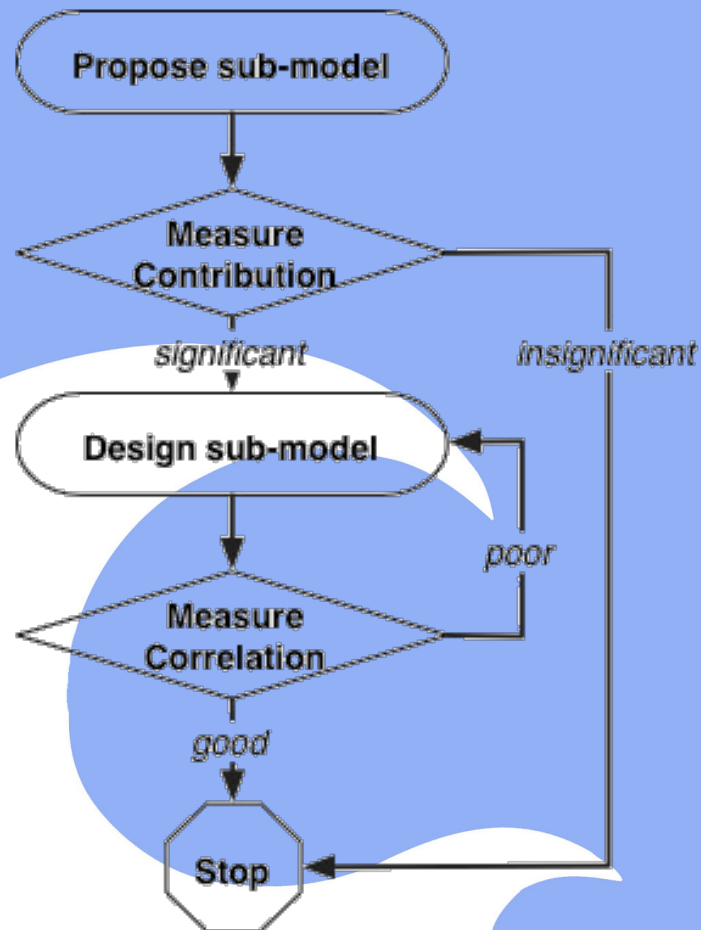 Propose sub-model
Measure
Contribution
significant
insignificant
Design sub-model
poor
Measure
Correlation
good
Stop